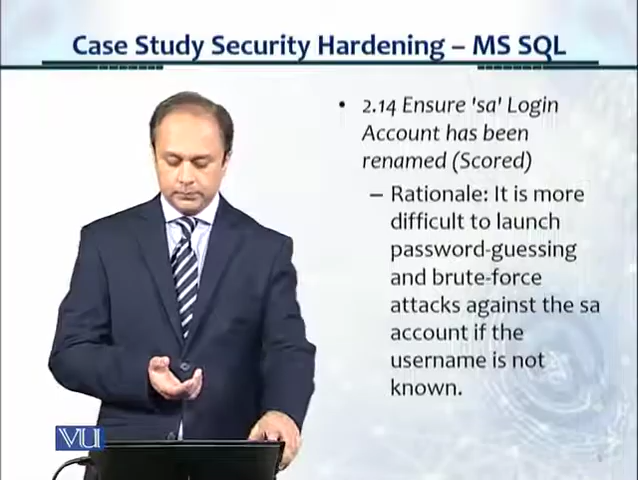 Case Study Security Hardening – MS SQL
• 2.14 Ensure 'sa' Login
Account has been
renamed (Scored)
– Rationale: It is more
difficult to launch
password-guessing
and brute-force
attacks against the sa
account if the
username is not
known.
VU